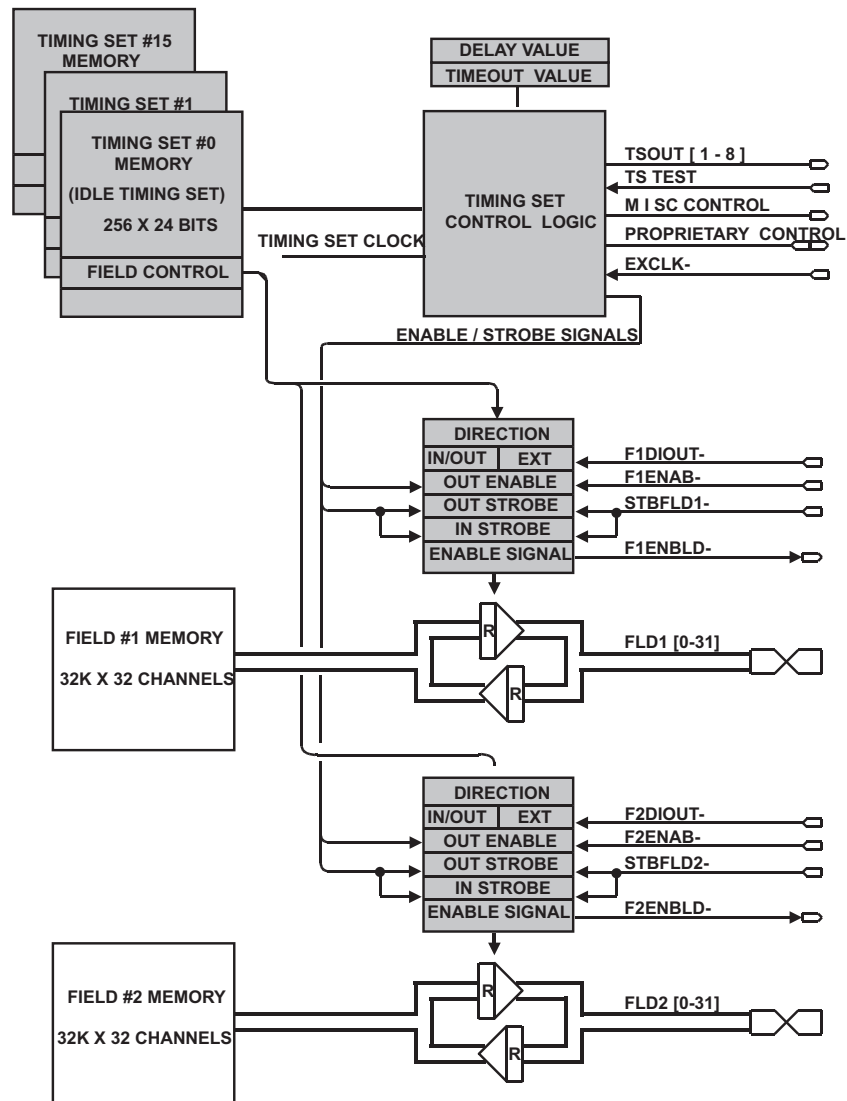 TIMING SET #15
MEMORY
TIMING SET #1
TIMING SET #0
MEMORY
(IDLE TIMING SET)
256 X 24 BITS
FIELD CONTROL
DELAY VALUE
TIMEOUT VALUE
TIMING SET
CONTROL LOGIC
TIMING SET CLOCK
TSOUT [ 1 - 8 ]
TS TEST
M I SC CONTROL
PROPRIETARY CONTROL
EXCLK-
ENABLE / STROBE SIGNALS
DIRECTION
IN/OUT EXT
OUT ENABLE
OUT STROBE
IN STROBE
ENABLE SIGNAL
F1DIOUT-
F1ENAB-
STBFLD1-
F1ENBLD-
FIELD #1 MEMORY
32K X 32 CHANNELS
R
R
FLD1 [0-31]
DIRECTION
IN/OUT EXT
OUT ENABLE
OUT STROBE
IN STROBE
ENABLE SIGNAL
F2DIOUT-
F2ENAB-
STBFLD2-
F2ENBLD-
FIELD #2 MEMORY
32K X 32 CHANNELS
R
R
FLD2 [0-31]